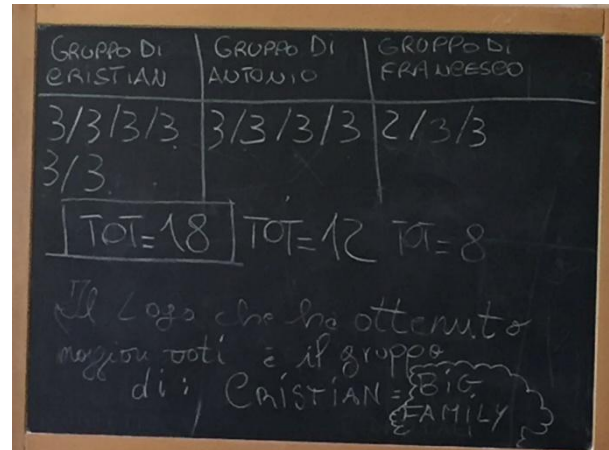 GRUPPO DI CRISTIAN
GRUPPO DI ANTONIO
GROPPO DI FRANCESCO
3/3/3/3
3/3
3/3/3/3
2/3/3
TOT=18
TOT=12
TOT=8
Il Logo che ha ottenuto
maggiori voti è il gruppo
di: CRISTIAN = BIG
FAMILY